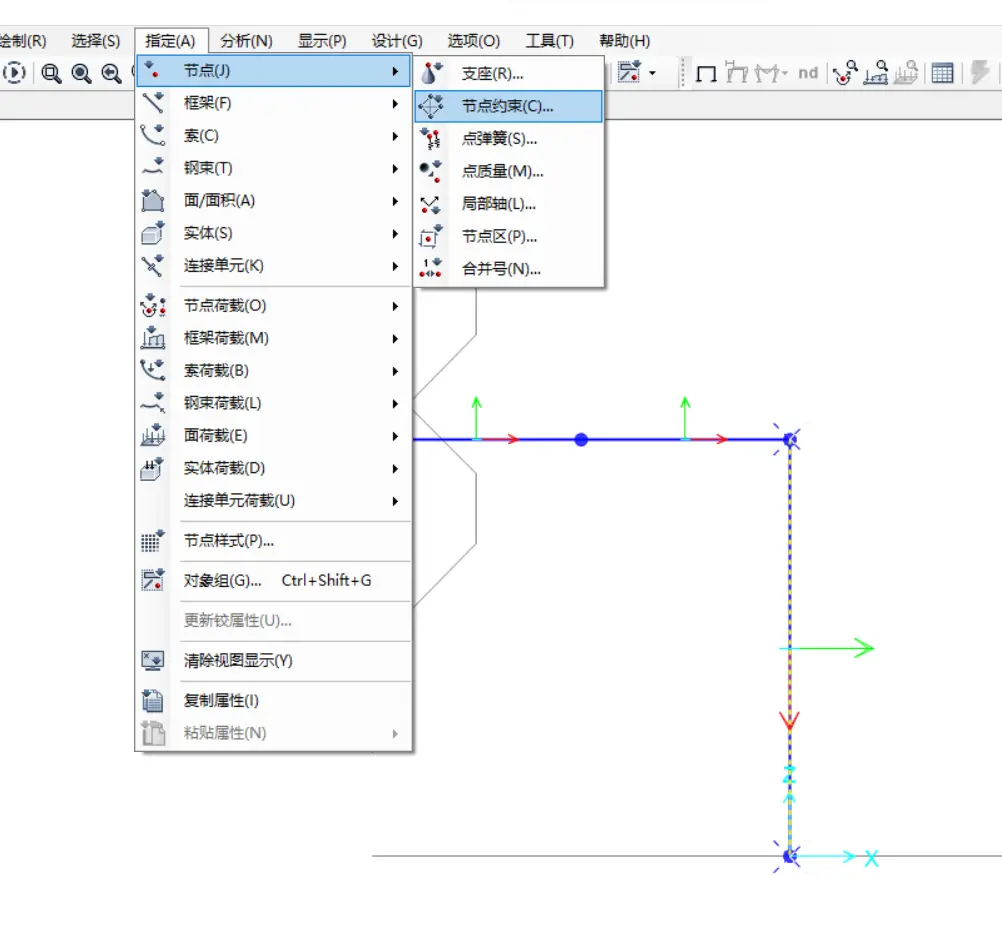 绘制(R) 选择(S) 指定(A) 分析(N) 显示(P) 设计(G) 选项(O) 工具(T) 帮助(H)
nd
节点(J)
框架(F)
索(C)
钢束(T)
面/面积(A)
实体(S)
连接单元(K)
节点荷载(O)
框架荷载(M)
索荷载(B)
钢束荷载(L)
面荷载(E)
实体荷载(D)
连接单元荷载(U)
节点样式(P)...
对象组(G)... Ctrl+Shift+G
更新铰属性(U)...
清除视图显示(Y)
复制属性(I)
粘贴属性(N)
支座(R)...
节点约束(C)...
点弹簧(S)...
点质量(M)...
局部轴(L)...
节点区(P)...
合并号(N)...
Z
X